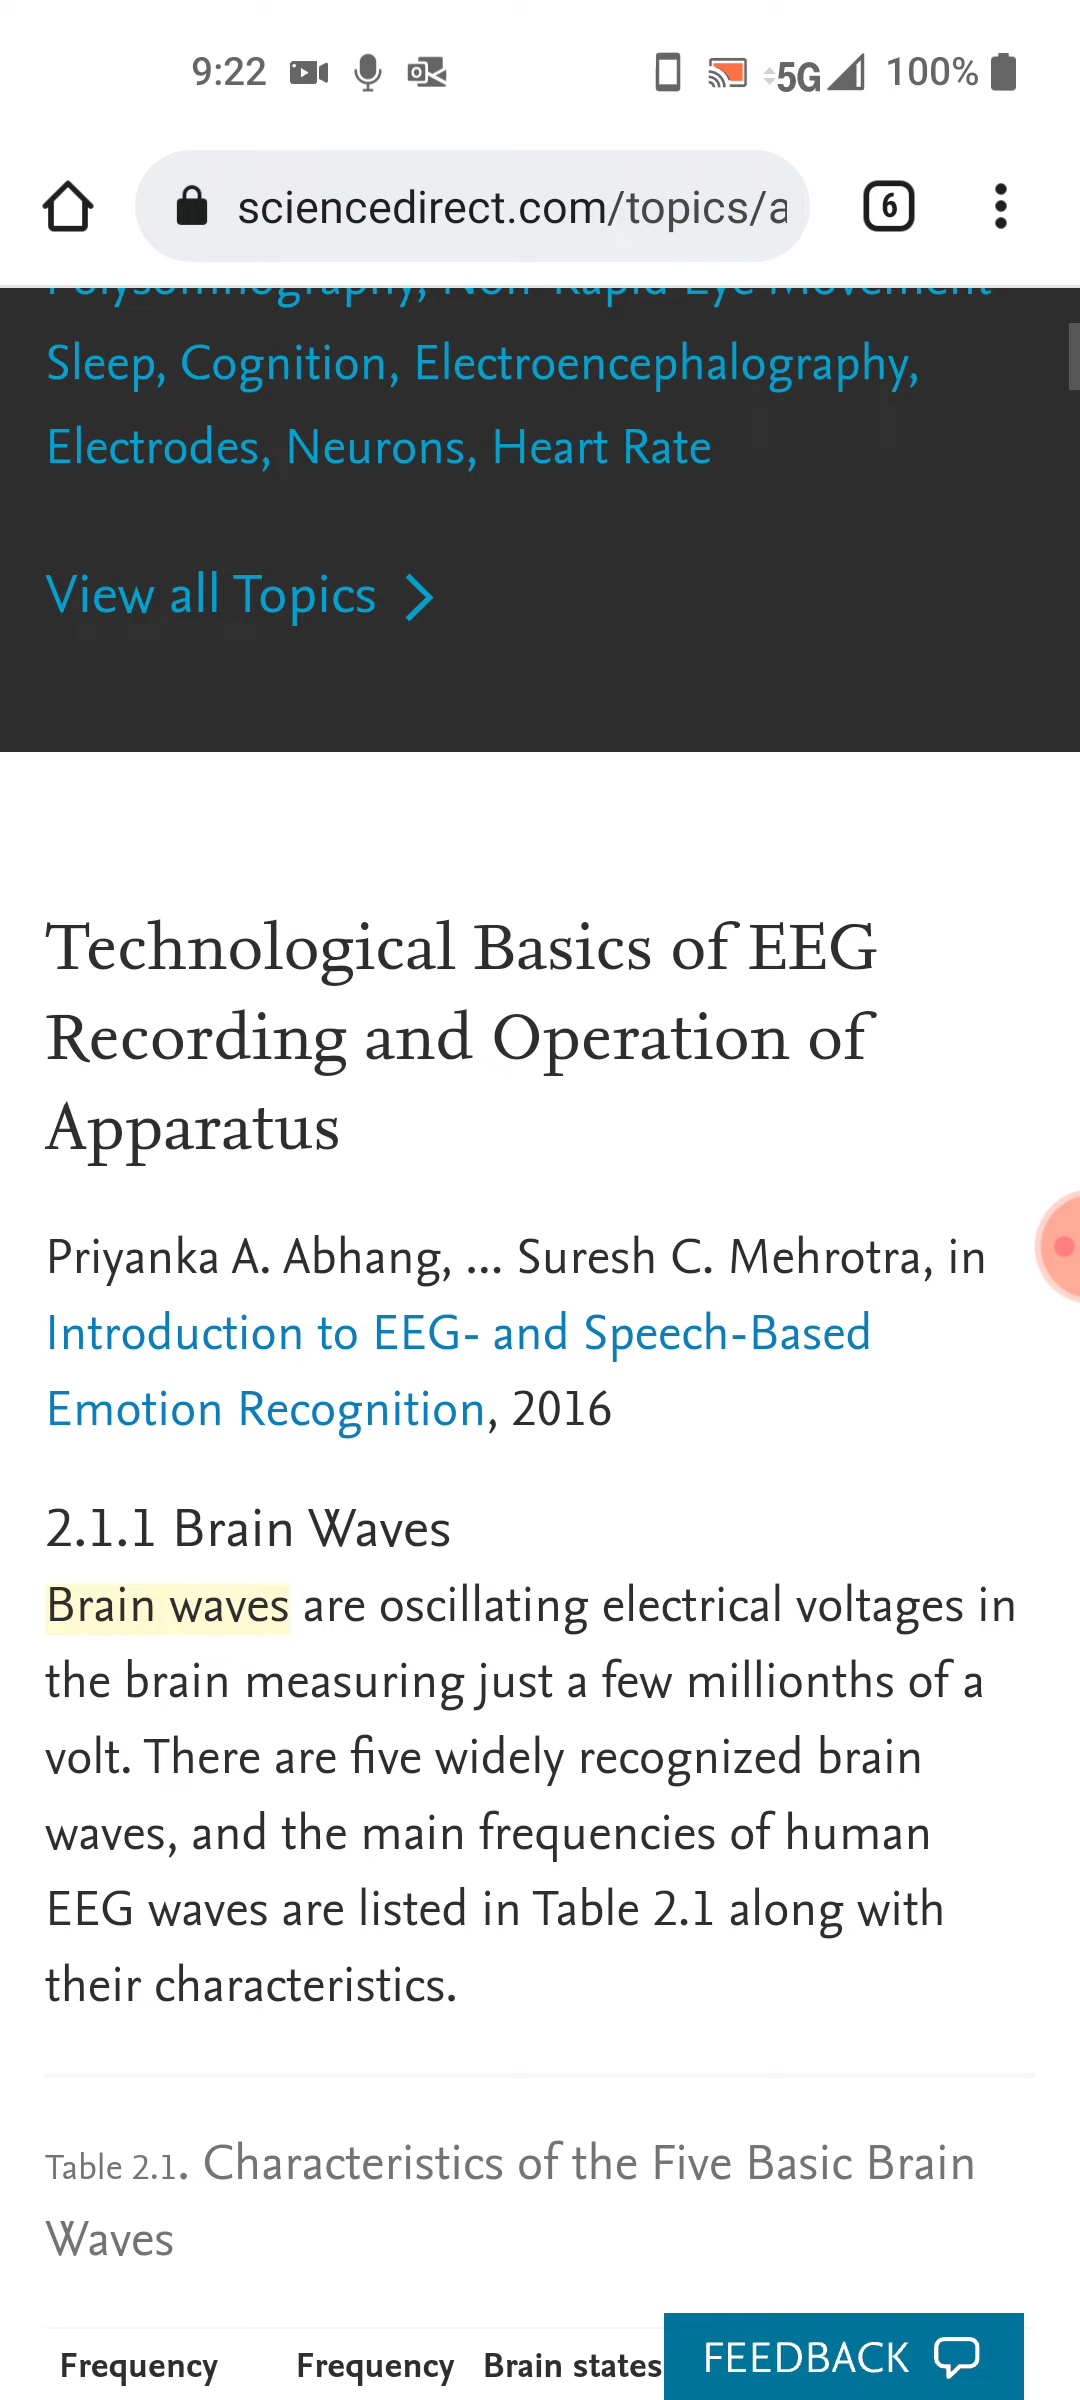 9:22
5G 100%
sciencedirect.com/topics/a
6
Polysomnography, Non-Rapid Eye Movement
Sleep, Cognition, Electroencephalography,
Electrodes, Neurons, Heart Rate
View all Topics
Technological Basics of EEG
Recording and Operation of
Apparatus
Priyanka A. Abhang, ... Suresh C. Mehrotra, in
Introduction to EEG- and Speech-Based
Emotion Recognition, 2016
2.1.1 Brain Waves
Brain waves are oscillating electrical voltages in
the brain measuring just a few millionths of a
volt. There are five widely recognized brain
waves, and the main frequencies of human
EEG waves are listed in Table 2.1 along with
their characteristics.
Table 2.1. Characteristics of the Five Basic Brain
Waves
Frequency Frequency Brain states
FEEDBACK